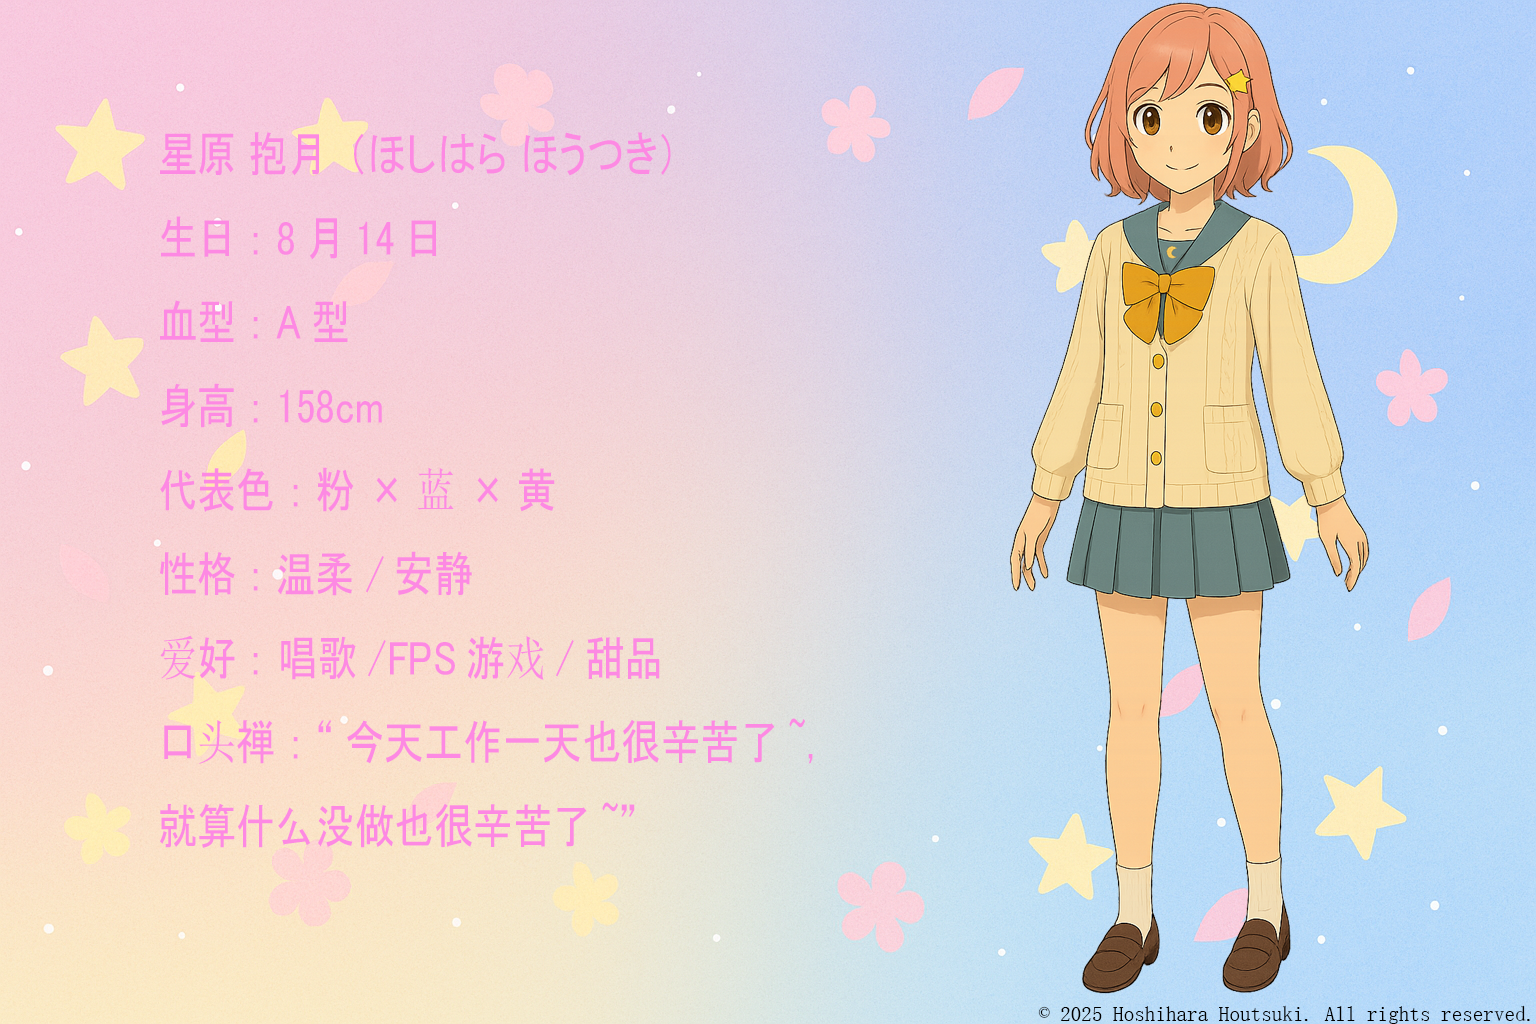 星原 抱月（ほしはら ほうつき）
生日：8 月 14 日
血型：A 型
身高：158cm
代表色：粉 × 蓝 × 黄
性格：温柔 / 安静
爱好：唱歌 /FPS 游戏 / 甜品
口头禅：“ 今天工作一天也很辛苦了 ~,
就算什么没做也很辛苦了 ~”
© 2025 Hoshihara Houtsuki. All rights reserved.